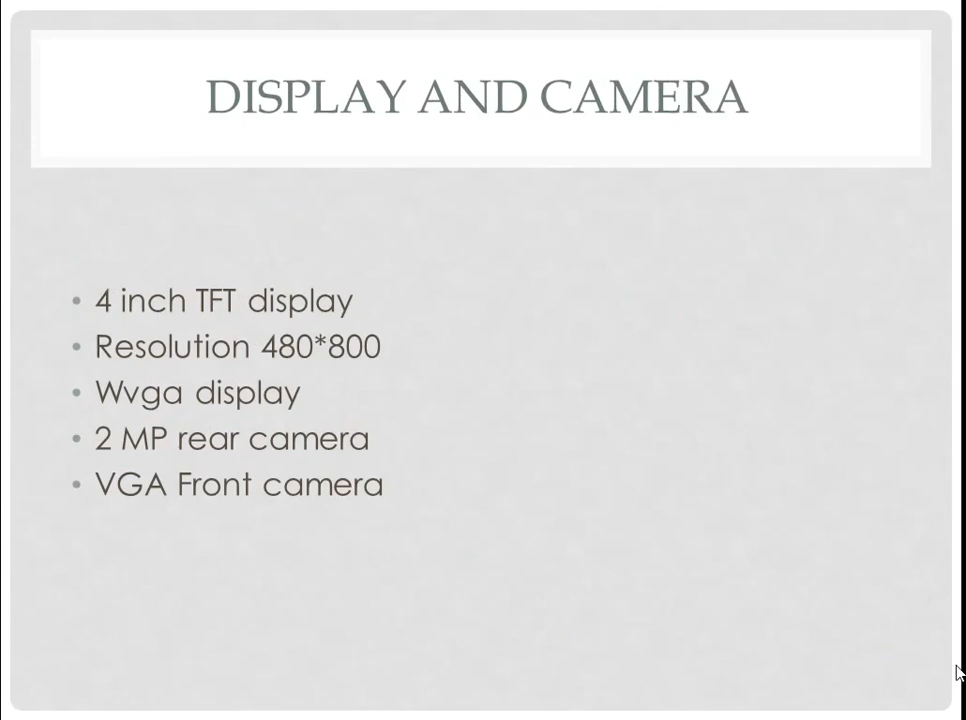 DISPLAY AND CAMERA
• 4 inch TFT display
• Resolution 480*800
• Wvga display
• 2 MP rear camera
• VGA Front camera